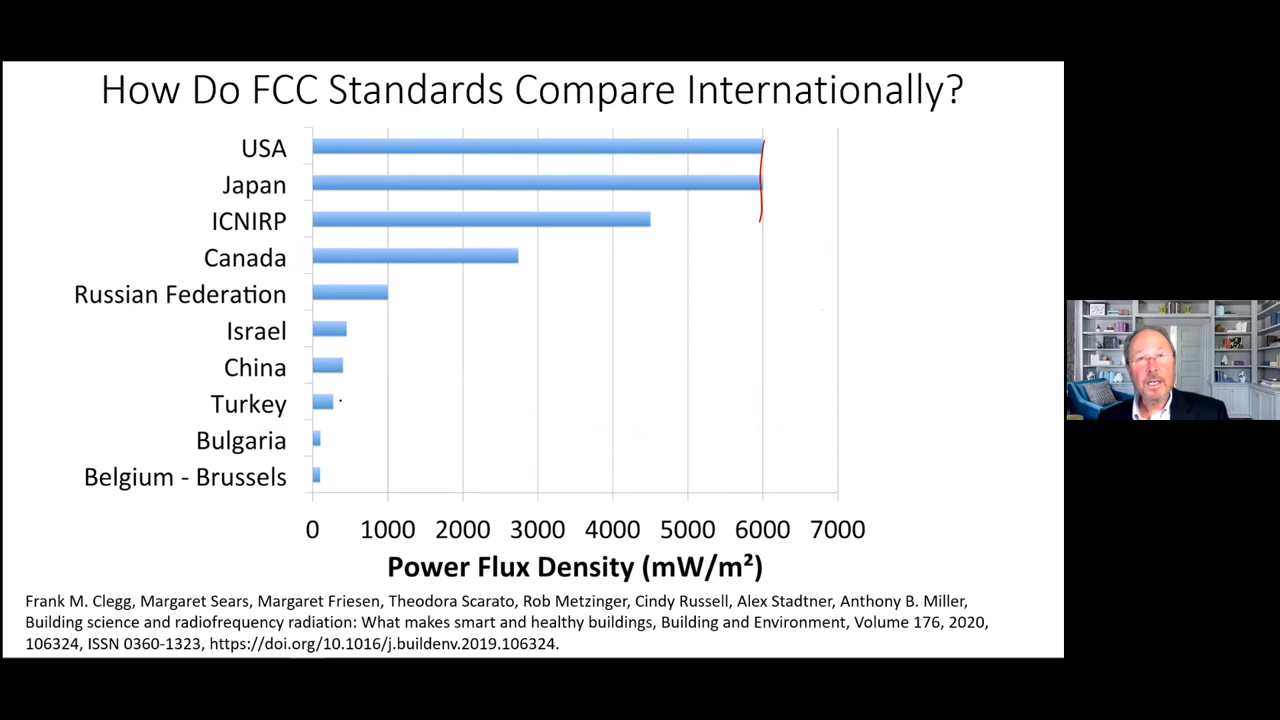 How Do FCC Standards Compare Internationally?
USA
Japan
ICNIRP
Canada
Russian Federation
Israel
China
Turkey
Bulgaria
Belgium - Brussels
0 1000 2000 3000 4000 5000 6000 7000
Power Flux Density (mW/m²)
Frank M. Clegg, Margaret Sears, Margaret Friesen, Theodora Scarato, Rob Metzinger, Cindy Russell, Alex Stadtner, Anthony B. Miller,
Building science and radiofrequency radiation: What makes smart and healthy buildings, Building and Environment, Volume 176, 2020,
106324, ISSN 0360-1323, https://doi.org/10.1016/j.buildenv.2019.106324.